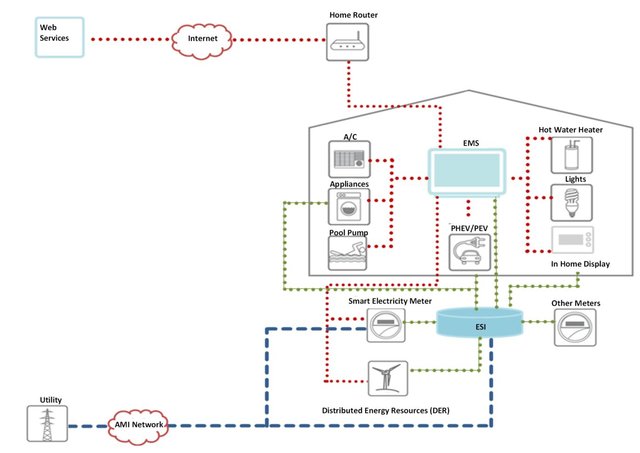 Home Router
Web
Services
Internet
A/C
EMS
Hot Water Heater
Appliances
Lights
Pool Pump
PHEV/PEV
In Home Display
Smart Electricity Meter
Other Meters
ESI
Distributed Energy Resources (DER)
Utility
AMI Network